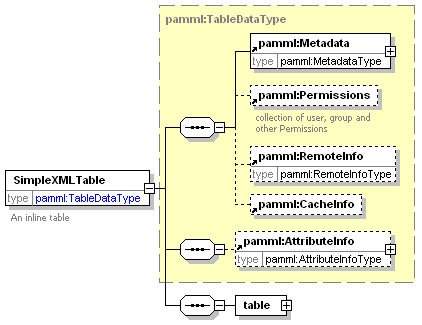 pamml:TableDataType
pamml:Metadata
type pamml:MetadataType
pamml:Permissions
collection of user, group and
other Permissions
pamml:RemoteInfo
type pamml:RemoteInfoType
pamml:CacheInfo
SimpleXMLTable
type pamml:TableDataType
An inline table
pamml:AttributeInfo
type pamml:AttributeInfoType
table